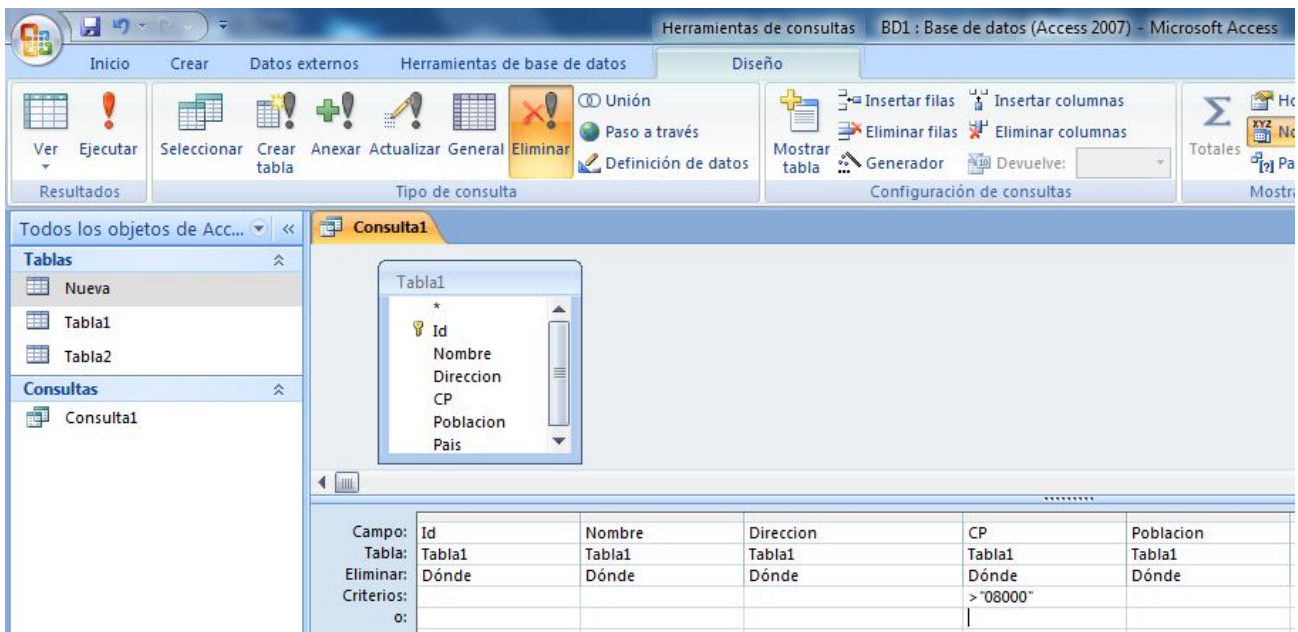 Herramientas de consultas BD1 : Base de datos (Access 2007) - Microsoft Access
Inicio Crear Datos externos Herramientas de base de datos Diseño
Ver Ejecutar Seleccionar Crear tabla Anexar Actualizar General Eliminar
Unión
Paso a través
Definición de datos
Mostrar tabla
Insertar filas
Eliminar filas
Generador
Insertar columnas
Eliminar columnas
Devuelve:
Totales
Resultados Tipo de consulta Configuración de consultas
Todos los objetos de Acc...
Tablas
Nueva
Tabla1
Tabla2
Consultas
Consulta1
Consulta1
Tabla1
*
Id
Nombre
Direccion
CP
Poblacion
Pais
Campo: Id Nombre Direccion CP Poblacion
Tabla: Tabla1 Tabla1 Tabla1 Tabla1 Tabla1
Eliminar: Dónde Dónde Dónde Dónde Dónde
Criterios: >"08000"
o: